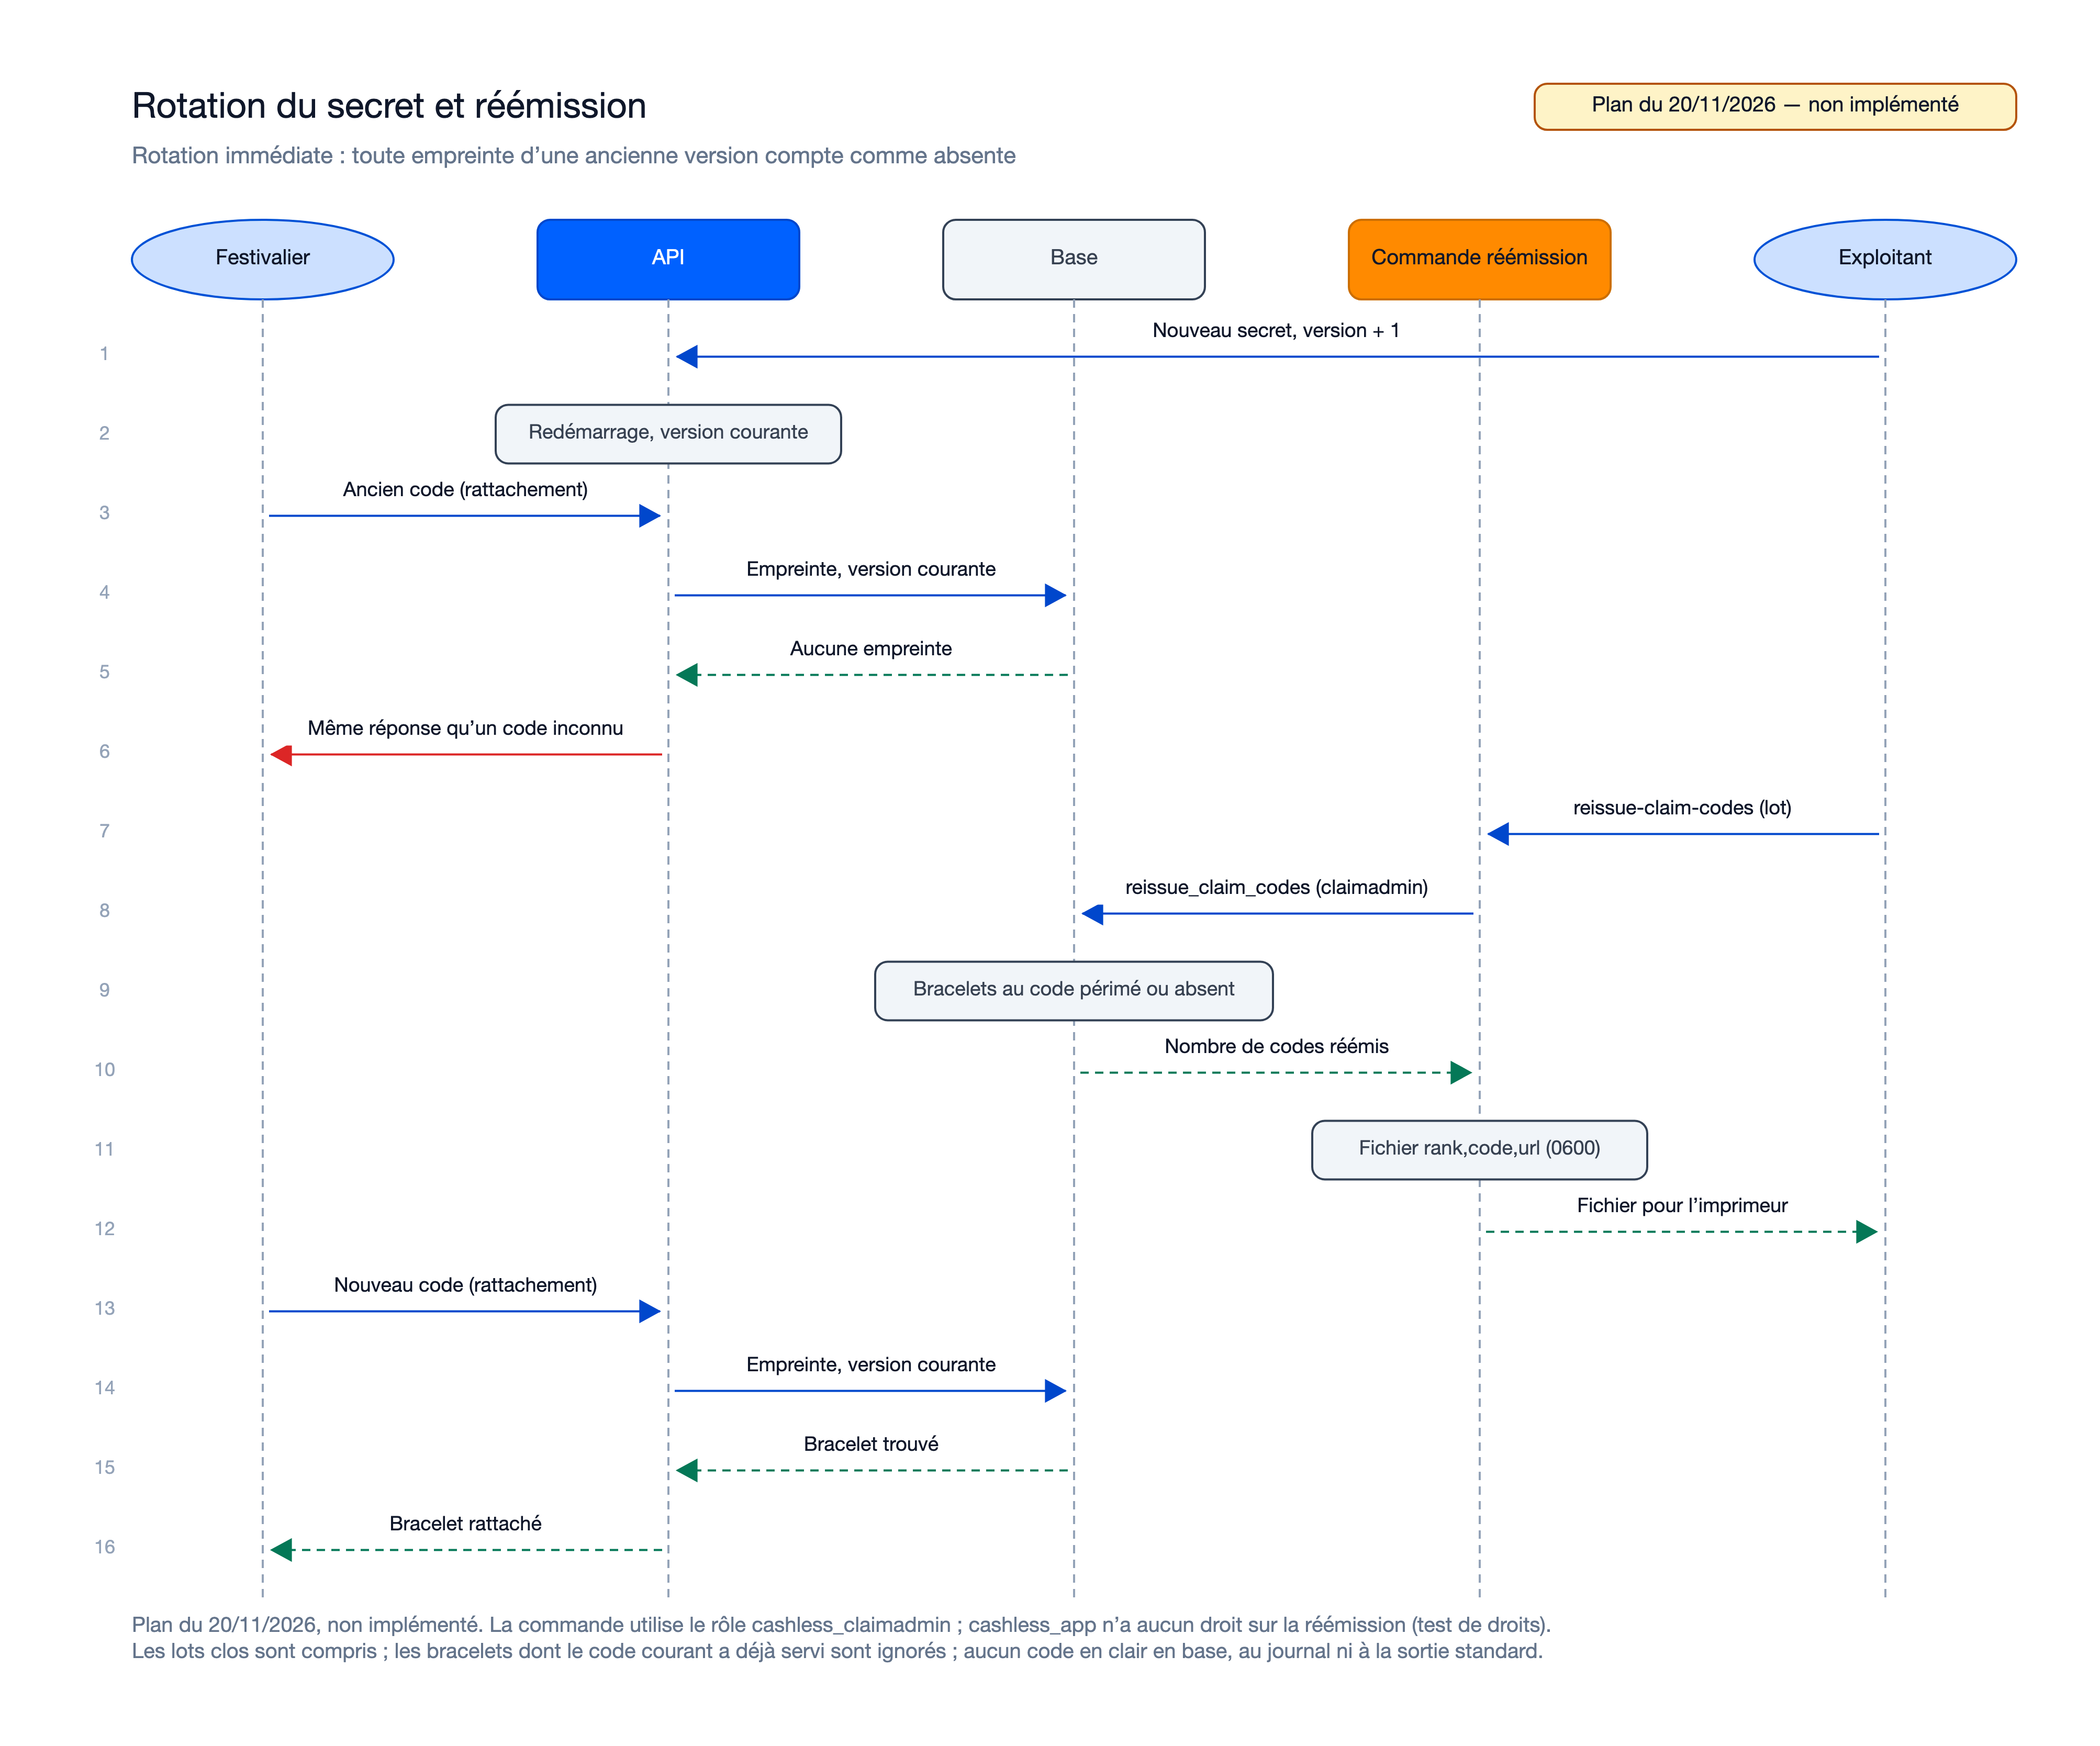 Rotation du secret et réémission
Plan du 20/11/2026 — non implémenté
Rotation immédiate : toute empreinte d’une ancienne version compte comme absente
Festivalier
API
Base
Commande réémission
Exploitant
Nouveau secret, version + 1
1
2
Redémarrage, version courante
Ancien code (rattachement)
3
Empreinte, version courante
4
Aucune empreinte
5
Même réponse qu’un code inconnu
6
reissue-claim-codes (lot)
7
reissue_claim_codes (claimadmin)
8
9
Bracelets au code périmé ou absent
Nombre de codes réémis
10
11
Fichier rank,code,url (0600)
Fichier pour l’imprimeur
12
Nouveau code (rattachement)
13
Empreinte, version courante
14
Bracelet trouvé
15
Bracelet rattaché
16
Plan du 20/11/2026, non implémenté. La commande utilise le rôle cashless_claimadmin ; cashless_app n’a aucun droit sur la réémission (test de droits).
Les lots clos sont compris ; les bracelets dont le code courant a déjà servi sont ignorés ; aucun code en clair en base, au journal ni à la sortie standard.